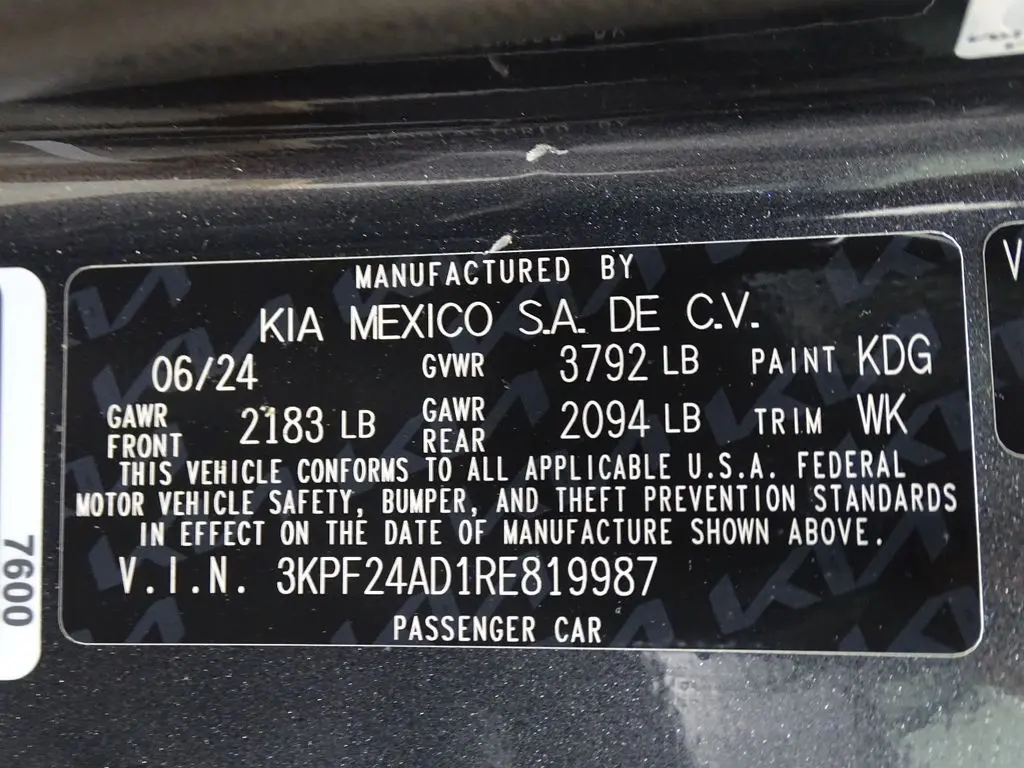 MANUFACTURED BY
KIA MEXICO S.A. DE C.V.
06/24 GVWR 3792 LB PAINT KDG
GAWR FRONT 2183 LB GAWR REAR 2094 LB TRIM WK
THIS VEHICLE CONFORMS TO ALL APPLICABLE U.S.A. FEDERAL
MOTOR VEHICLE SAFETY, BUMPER, AND THEFT PREVENTION STANDARDS
IN EFFECT ON THE DATE OF MANUFACTURE SHOWN ABOVE.
V.I.N. 3KPF24AD1RE819987
PASSENGER CAR
7600
V